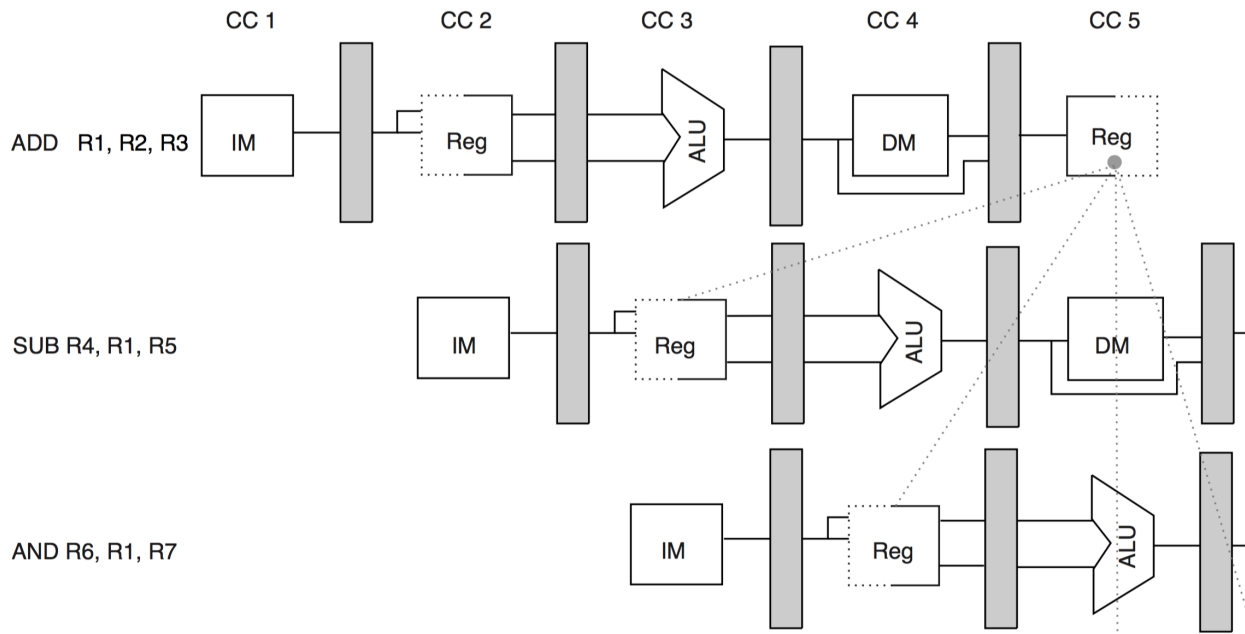 CC 1 CC 2 CC 3 CC 4 CC 5
ADD R1, R2, R3 IM Reg ALU DM Reg
SUB R4, R1, R5 IM Reg ALU DM
AND R6, R1, R7 IM Reg ALU